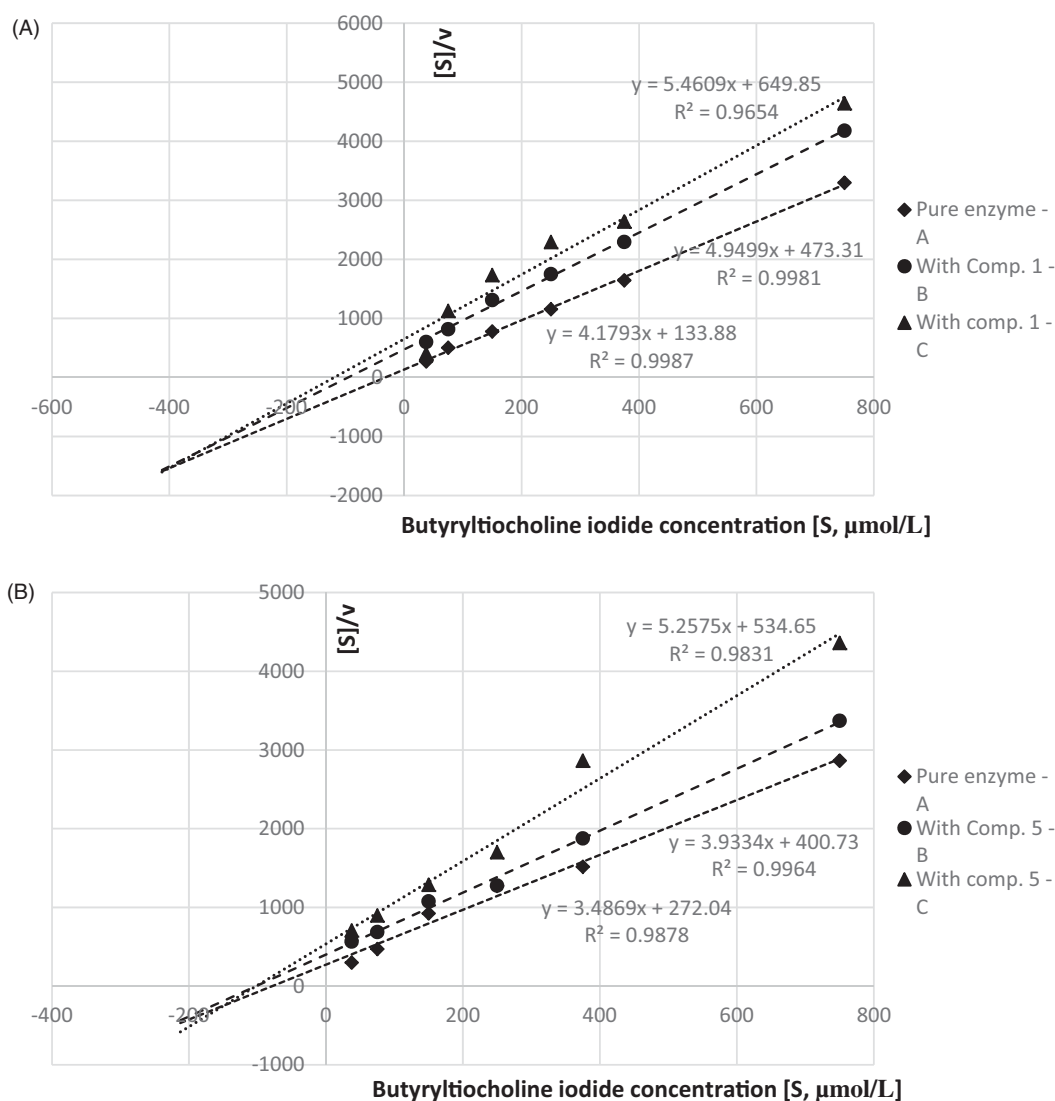 (A)
6000
5000
4000
3000
2000
1000
0
-1000
-2000
-600
-400
-200
0
200
400
600
800
[S]/v
y = 5.4609x + 649.85
R² = 0.9654
y = 4.9499x + 473.31
R² = 0.9981
y = 4.1793x + 133.88
R² = 0.9987
Pure enzyme -
A
With Comp. 1 -
B
With comp. 1 -
C
Butyryltiocholine iodide concentration [S, µmol/L]
(B)
5000
4000
3000
2000
1000
0
-1000
-400
-200
0
200
400
600
800
[S]/v
y = 5.2575x + 534.65
R² = 0.9831
y = 3.9334x + 400.73
R² = 0.9964
y = 3.4869x + 272.04
R² = 0.9878
Pure enzyme -
A
With Comp. 5 -
B
With comp. 5 -
C
Butyryltiocholine iodide concentration [S, µmol/L]